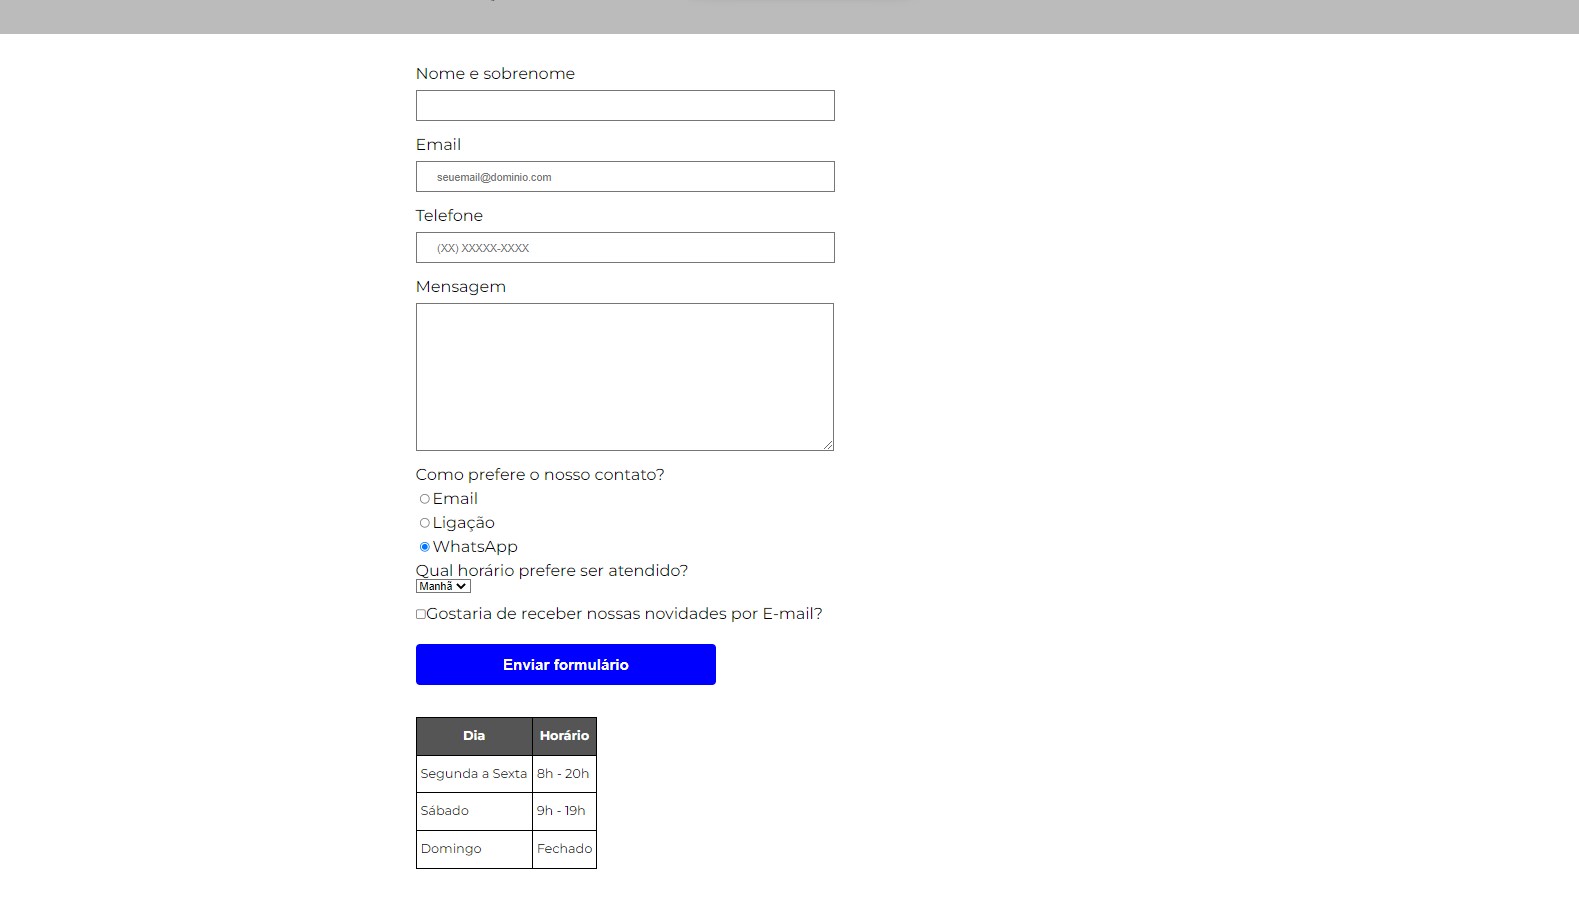 Nome e sobrenome
Email
seuemail@dominio.com
Telefone
(XX) XXXXX-XXXX
Mensagem
Como prefere o nosso contato?
Email
Ligação
WhatsApp
Qual horário prefere ser atendido?
Manhã
Gostaria de receber nossas novidades por E-mail?
Enviar formulário
Dia Horário
Segunda a Sexta 8h - 20h
Sábado 9h - 19h
Domingo Fechado